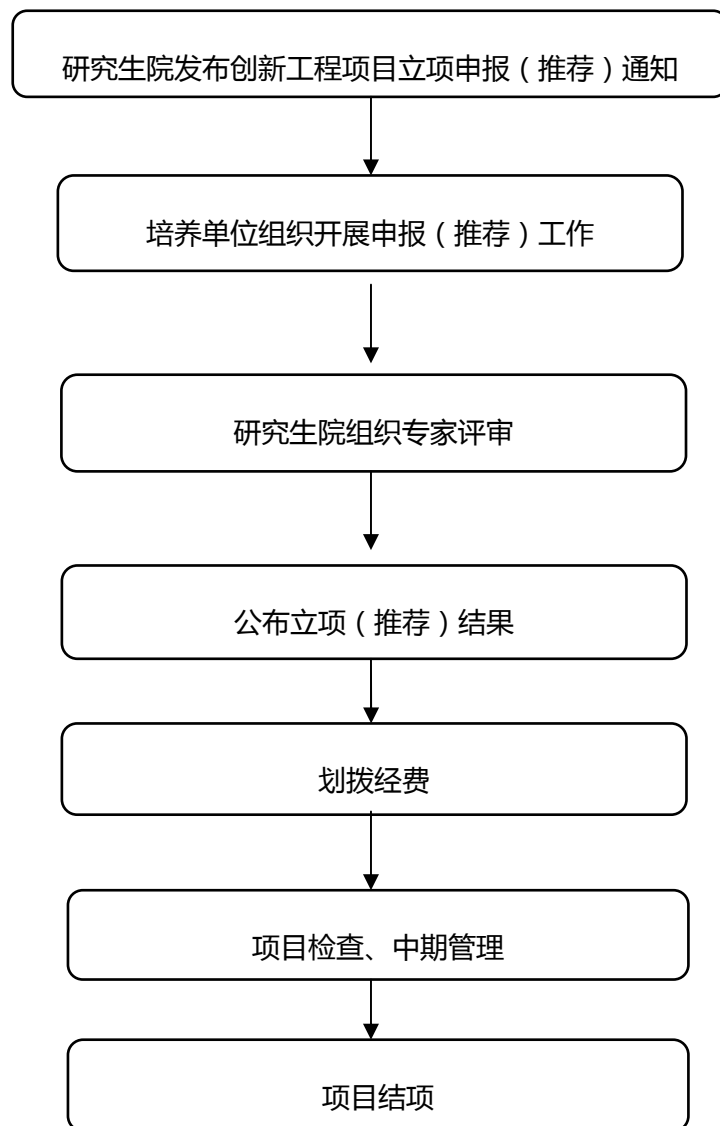 研究生院发布创新工程项目立项申报（推荐）通知
培养单位组织开展申报（推荐）工作
研究生院组织专家评审
公布立项（推荐）结果
划拨经费
项目检查、中期管理
项目结项